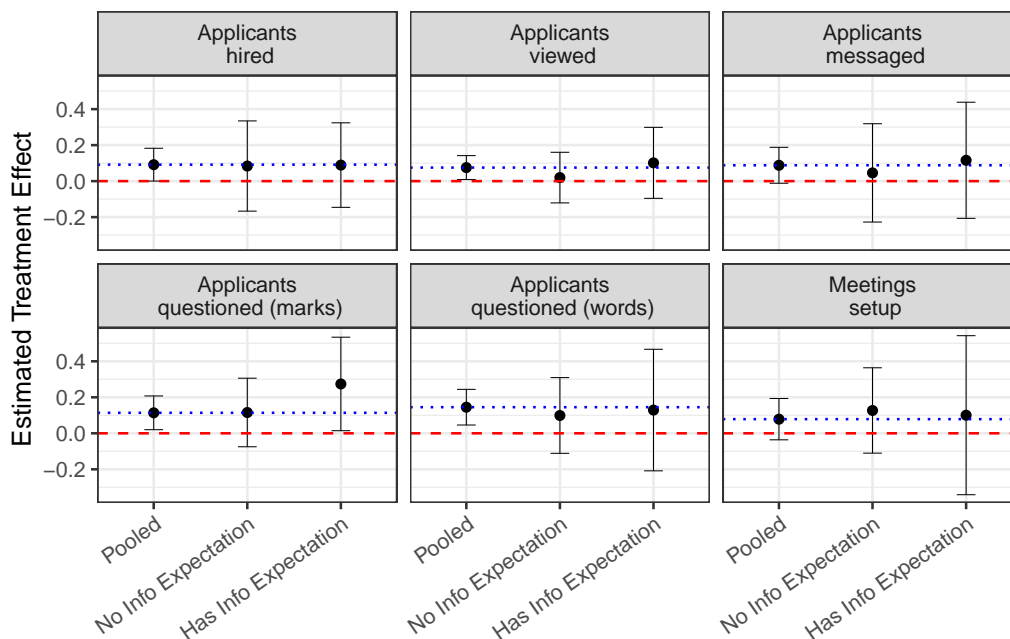 Applicants
hired
Applicants
viewed
Applicants
messaged
Applicants
questioned (marks)
Applicants
questioned (words)
Meetings
setup
Estimated Treatment Effect
0.4
0.2
0.0
−0.2
0.4
0.2
0.0
−0.2
Pooled
No Info Expectation
Has Info Expectation
Pooled
No Info Expectation
Has Info Expectation
Pooled
No Info Expectation
Has Info Expectation